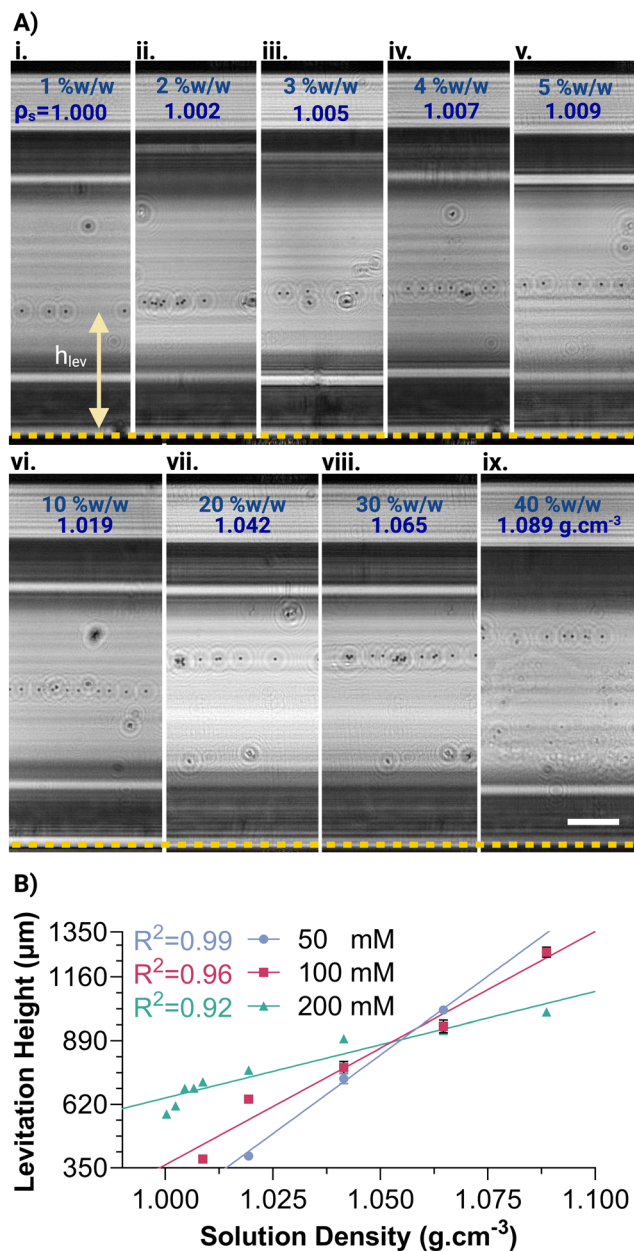 A)
i. ii. iii. iv. v.
1 %w/w 2 %w/w 3 %w/w 4 %w/w 5 %w/w
ρs=1.000 1.002 1.005 1.007 1.009
hlev
vi. vii. viii. ix.
10 %w/w 20 %w/w 30 %w/w 40 %w/w
1.019 1.042 1.065 1.089 g.cm⁻³
B)
R²=0.99 50 mM
R²=0.96 100 mM
R²=0.92 200 mM
Levitation Height (μm)
1350
1160
890
620
350
1.000 1.025 1.050 1.075 1.100
Solution Density (g.cm⁻³)